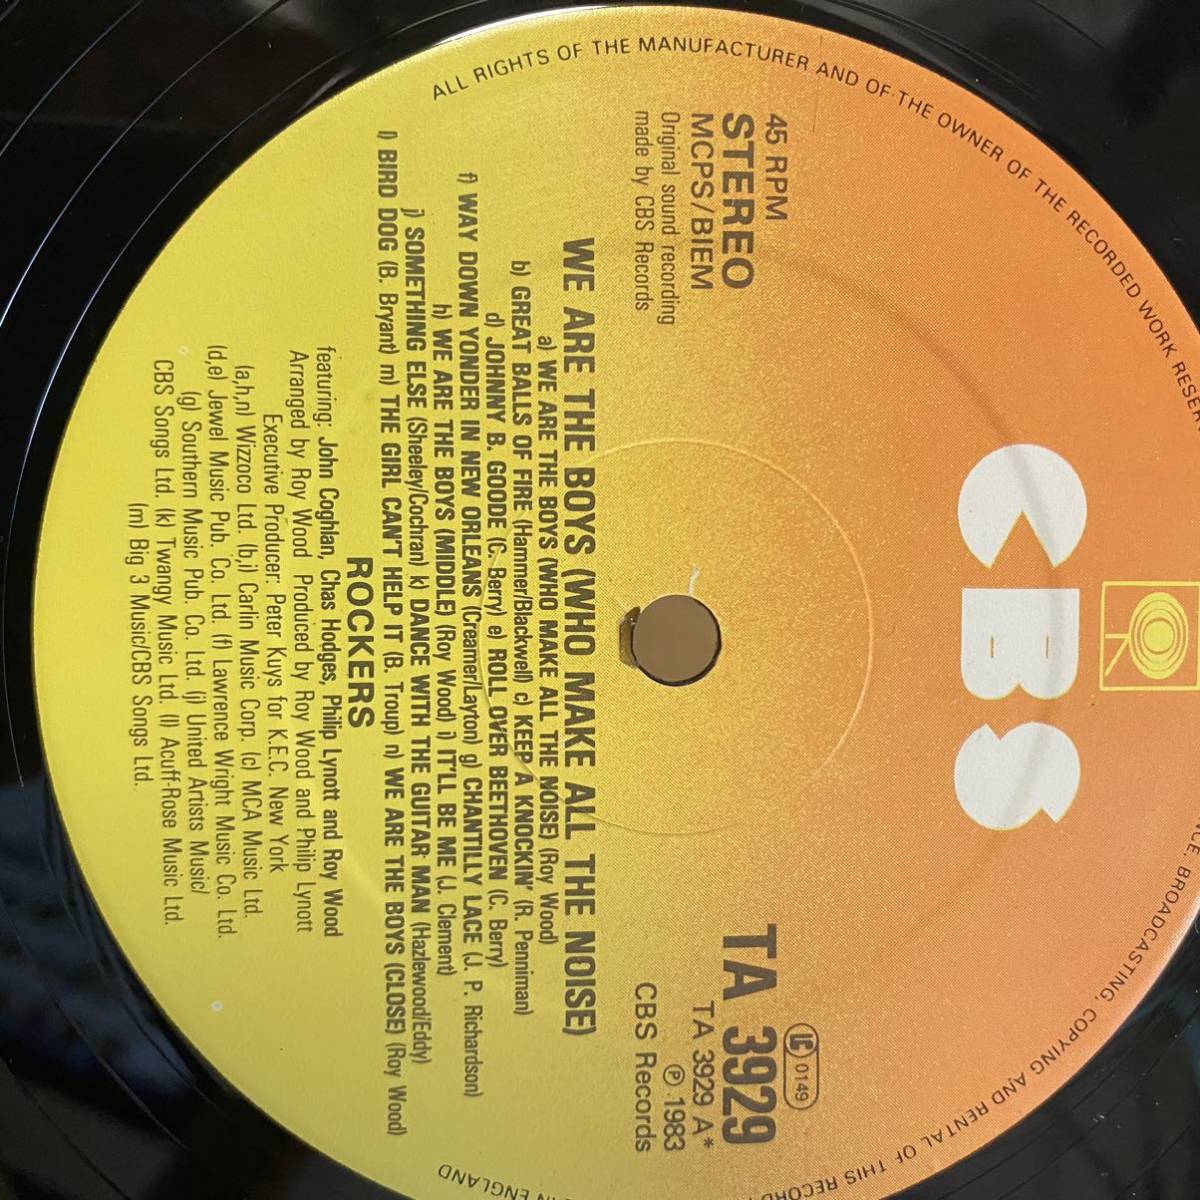 ALL RIGHTS OF THE MANUFACTURER AND OF THE OWNER OF THE RECORDED WORK RESER
CBS
45 RPM
STEREO
MCPS/BIEM
Original sound recording
made by CBS Records
LC 0149
TA 3929
TA 3929 A*
℗ 1983
CBS Records
WE ARE THE BOYS (WHO MAKE ALL THE NOISE)
a) WE ARE THE BOYS (WHO MAKE ALL THE NOISE) (Roy Wood)
b) GREAT BALLS OF FIRE (Hammer/Blackwell) c) KEEP A KNOCKIN' (R. Penniman)
d) JOHNNY B. GOODE (C. Berry) e) ROLL OVER BEETHOVEN (C. Berry)
f) WAY DOWN YONDER IN NEW ORLEANS (Creamer/Layton) g) CHANTILLY LACE (J. P. Richardson)
h) WE ARE THE BOYS (MIDDLE) (Roy Wood) i) IT'LL BE ME (J. Clement)
j) SOMETHING ELSE (Sheeley/Cochran) k) DANCE WITH THE GUITAR MAN (Hazlewood/Eddy)
l) BIRD DOG (B. Bryant) m) THE GIRL CAN'T HELP IT (B. Troup) n) WE ARE THE BOYS (CLOSE) (Roy Wood)
ROCKERS
featuring: John Coghlan, Chas Hodges, Philip Lynott and Roy Wood
Arranged by Roy Wood Produced by Roy Wood and Philip Lynott
Executive Producer: Peter Kuys for K.E.C. New York
(a,h,n) Wizzoco Ltd. (b,i) Carlin Music Corp. (c) MCA Music Ltd.
(d,e) Jewel Music Pub. Co. Ltd. (f) Lawrence Wright Music Co. Ltd.
(g) Southern Music Pub. Co. Ltd. (j) United Artists Music/
CBS Songs Ltd. (k) Twangy Music Ltd. (l) Acuff-Rose Music Ltd.
(m) Big 3 Music/CBS Songs Ltd.
BROADCASTING, COPYING AND RENTAL OF THIS RECORD
IN ENGLAND